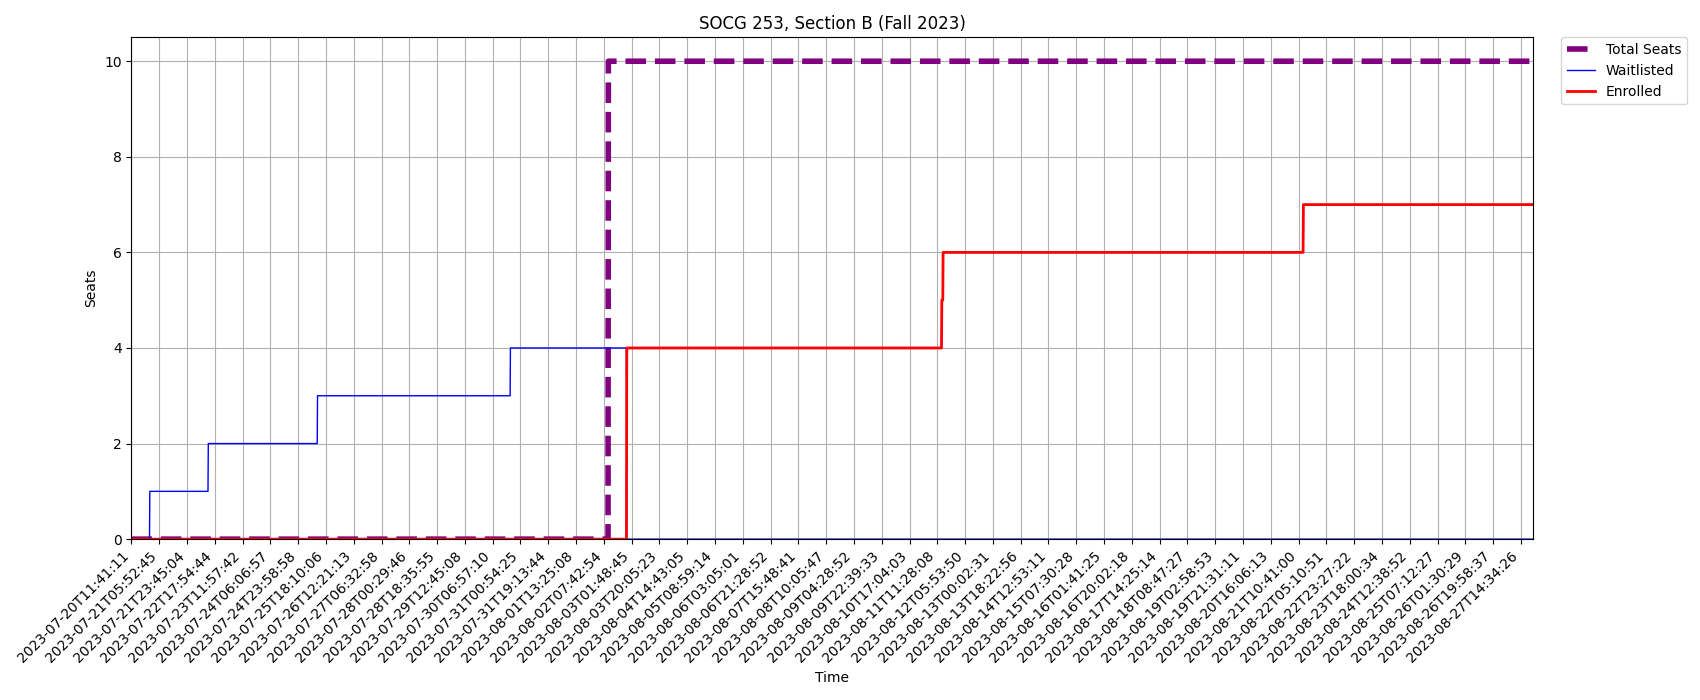 SOCG 253, Section B (Fall 2023)
Total Seats
Waitlisted
Enrolled
10
8
6
4
2
0
Seats
2023-07-20T11:41:11
2023-07-21T05:52:45
2023-07-21T23:45:04
2023-07-22T17:54:44
2023-07-23T11:57:42
2023-07-24T06:06:57
2023-07-24T23:58:58
2023-07-25T18:10:06
2023-07-26T12:21:13
2023-07-27T06:32:58
2023-07-28T00:29:46
2023-07-28T18:35:55
2023-07-29T12:45:08
2023-07-30T06:57:10
2023-07-31T00:54:25
2023-07-31T19:13:44
2023-08-01T13:25:08
2023-08-02T07:42:54
2023-08-03T01:48:45
2023-08-03T20:05:23
2023-08-04T14:43:05
2023-08-05T08:59:14
2023-08-06T03:05:01
2023-08-06T21:28:52
2023-08-07T15:48:41
2023-08-08T10:05:47
2023-08-09T04:28:52
2023-08-09T22:39:33
2023-08-10T17:04:03
2023-08-11T11:28:08
2023-08-12T05:53:50
2023-08-13T00:02:31
2023-08-13T18:22:56
2023-08-14T12:53:11
2023-08-15T07:30:28
2023-08-16T01:41:25
2023-08-16T20:02:18
2023-08-17T14:25:14
2023-08-18T08:47:27
2023-08-19T02:58:53
2023-08-19T21:31:11
2023-08-20T16:06:13
2023-08-21T10:41:00
2023-08-22T05:10:51
2023-08-22T23:27:22
2023-08-23T18:00:34
2023-08-24T12:38:52
2023-08-25T07:12:27
2023-08-26T01:30:29
2023-08-26T19:58:37
2023-08-27T14:34:26
Time